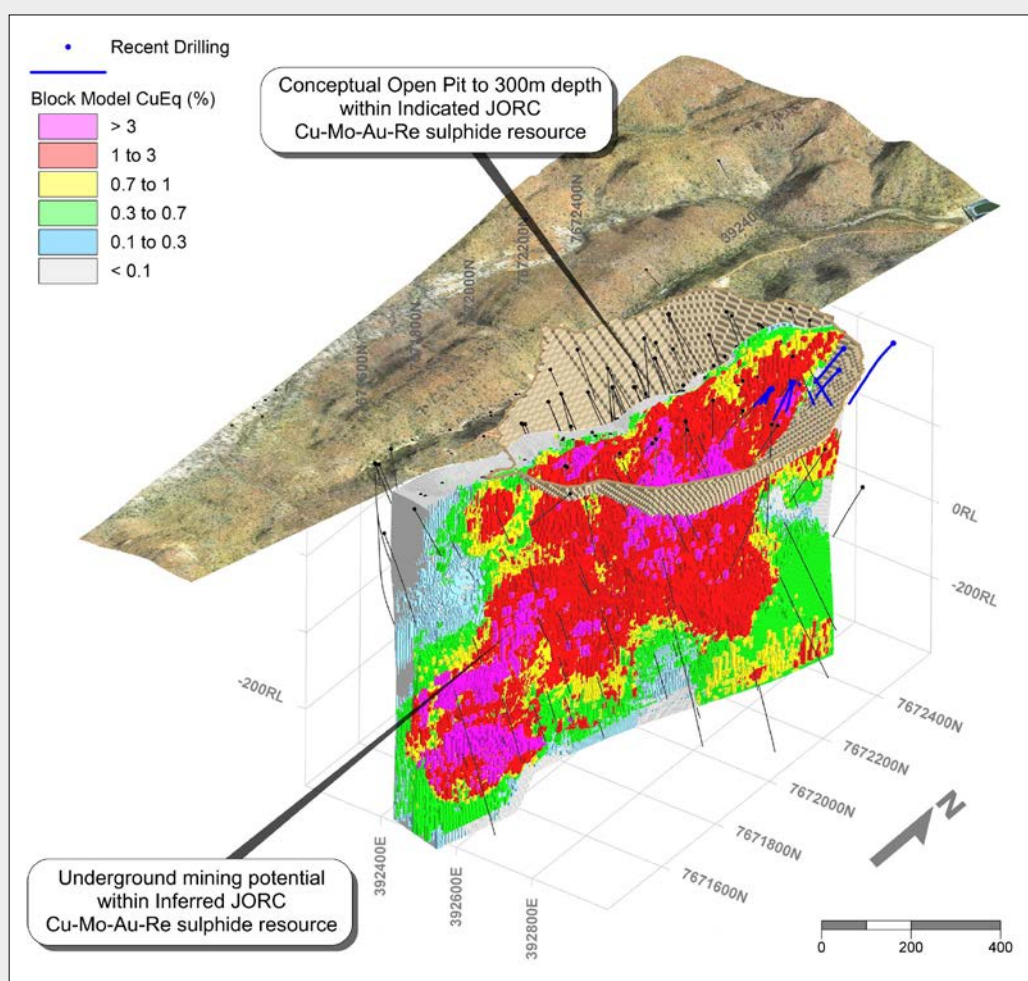 Recent Drilling
Block Model CuEq (%)
> 3
1 to 3
0.7 to 1
0.3 to 0.7
0.1 to 0.3
< 0.1
Conceptual Open Pit to 300m depth
within Indicated JORC
Cu-Mo-Au-Re sulphide resource
7672400N
7672200N
0RL
-200RL
-200RL
7672400N
7672200N
7672000N
7671800N
7671600N
392400E
392600E
392800E
N
Underground mining potential
within Inferred JORC
Cu-Mo-Au-Re sulphide resource
0
200
400